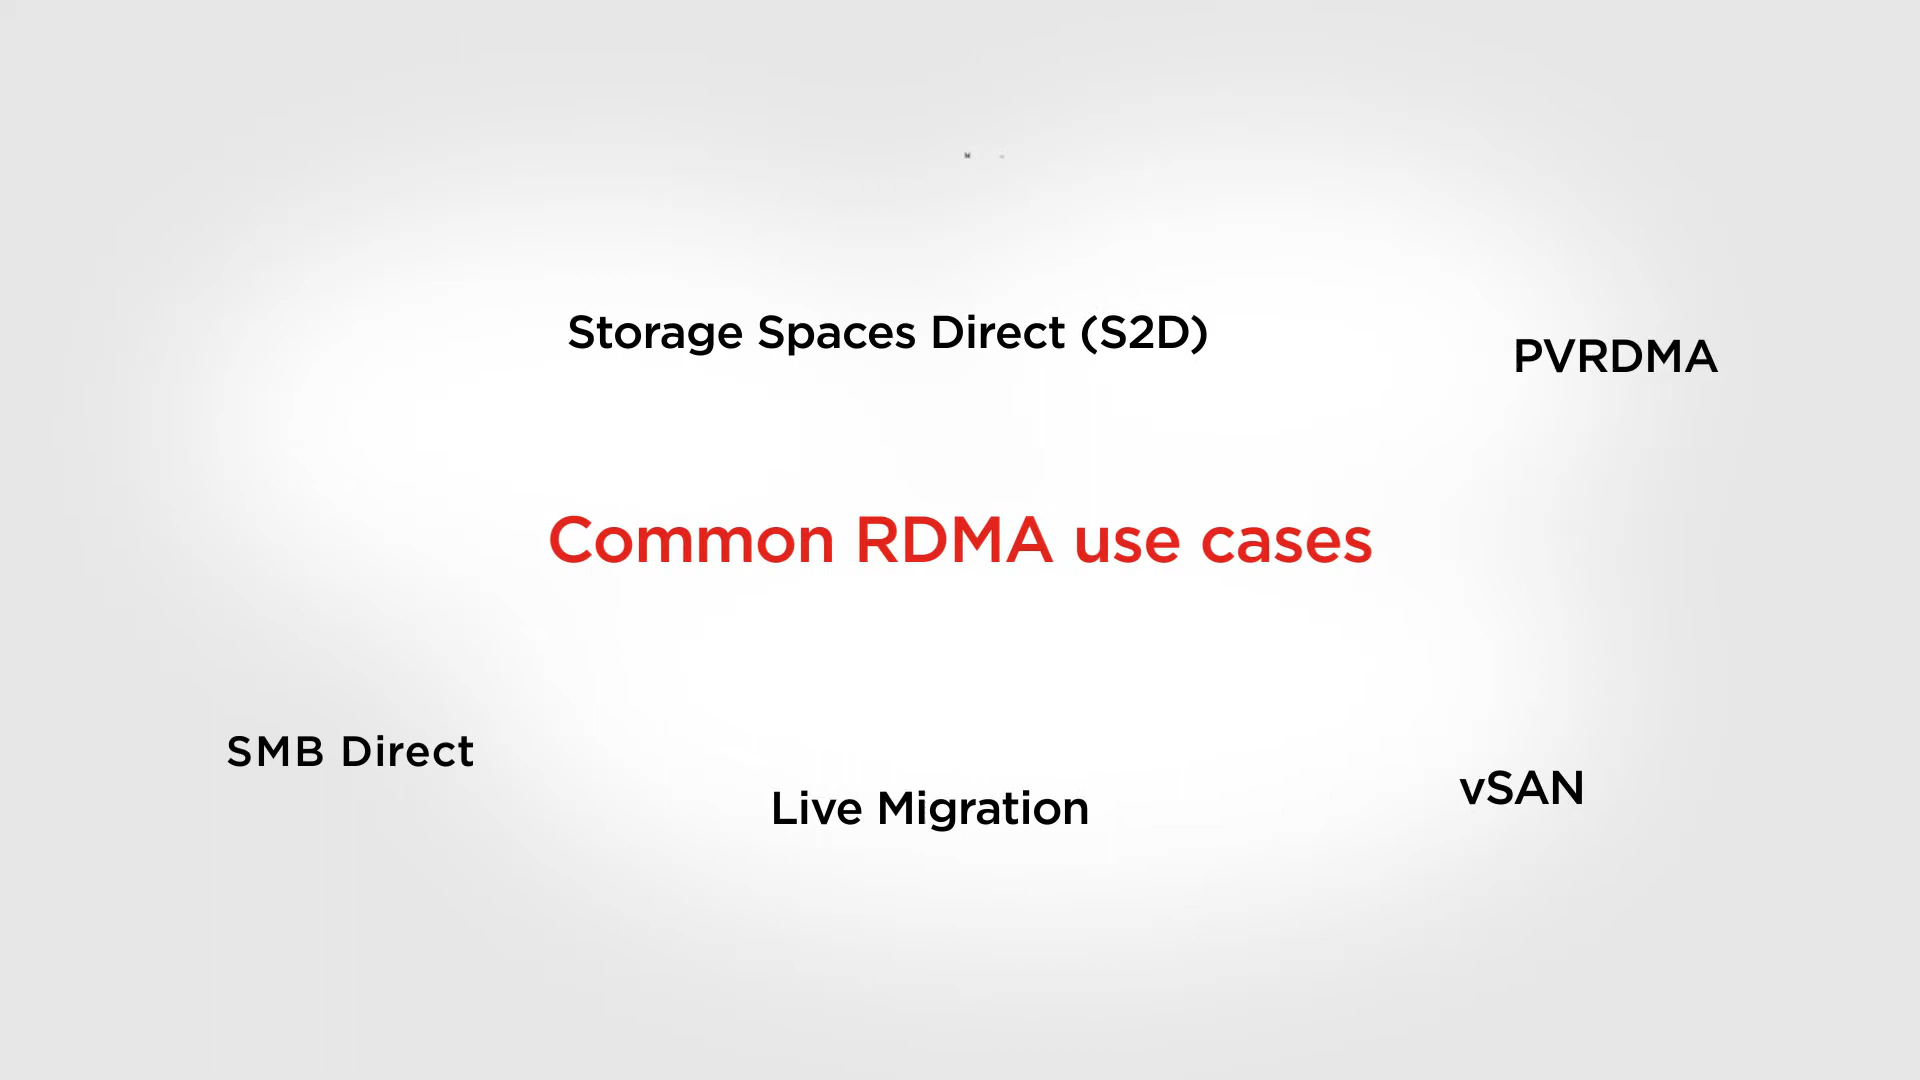 Storage Spaces Direct (S2D)
PVRDMA
Common RDMA use cases
SMB Direct
Live Migration
vSAN